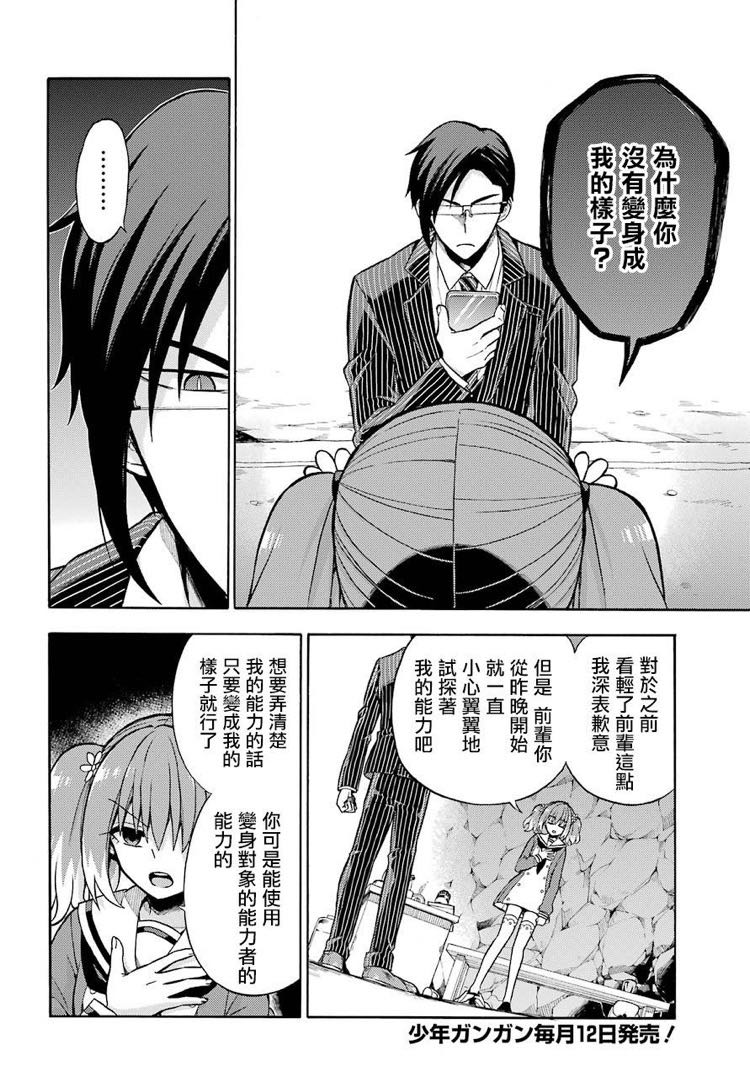 為什麼你
沒有變身成
我的樣子？
………
對於之前
看輕了前輩這點
我深表歉意
但是 前輩你
從昨晚開始
就一直
小心翼翼地
試探著
我的能力吧
想要弄清楚
我的能力的話
只要變成我的
樣子就行了
你可是能使用
變身對象的能力者的
能力的
少年ガンガン毎月12日発売！